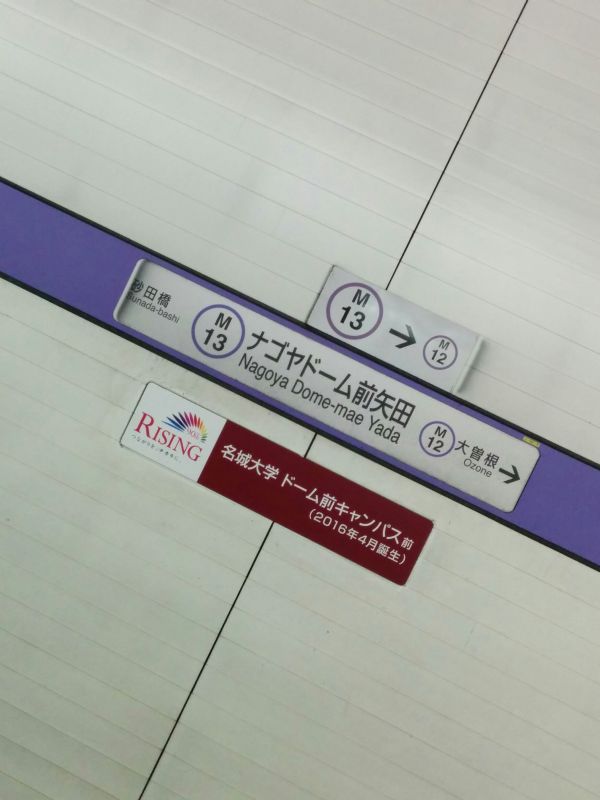 M
13
→
M
12
砂田橋
Sunada-bashi
M
13
ナゴヤドーム前矢田
Nagoya Dome-mae Yada
M
12
大曽根
Ozone
→
RISING
名城大学 ドーム前キャンパス前
(2016年4月誕生)